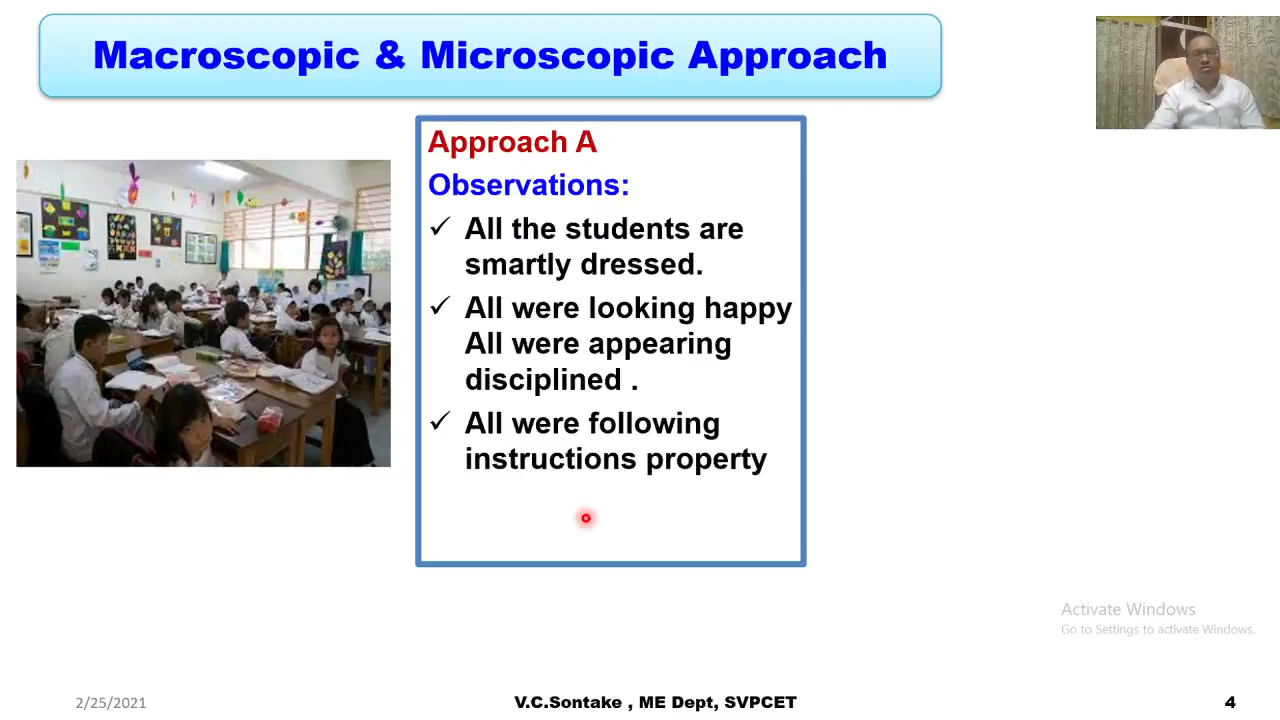 Macroscopic & Microscopic Approach
Approach A
Observations:
✓ All the students are
smartly dressed.
✓ All were looking happy
All were appearing
disciplined .
✓ All were following
instructions property
Activate Windows
Go to Settings to activate Windows.
2/25/2021
V.C.Sontake , ME Dept, SVPCET
4